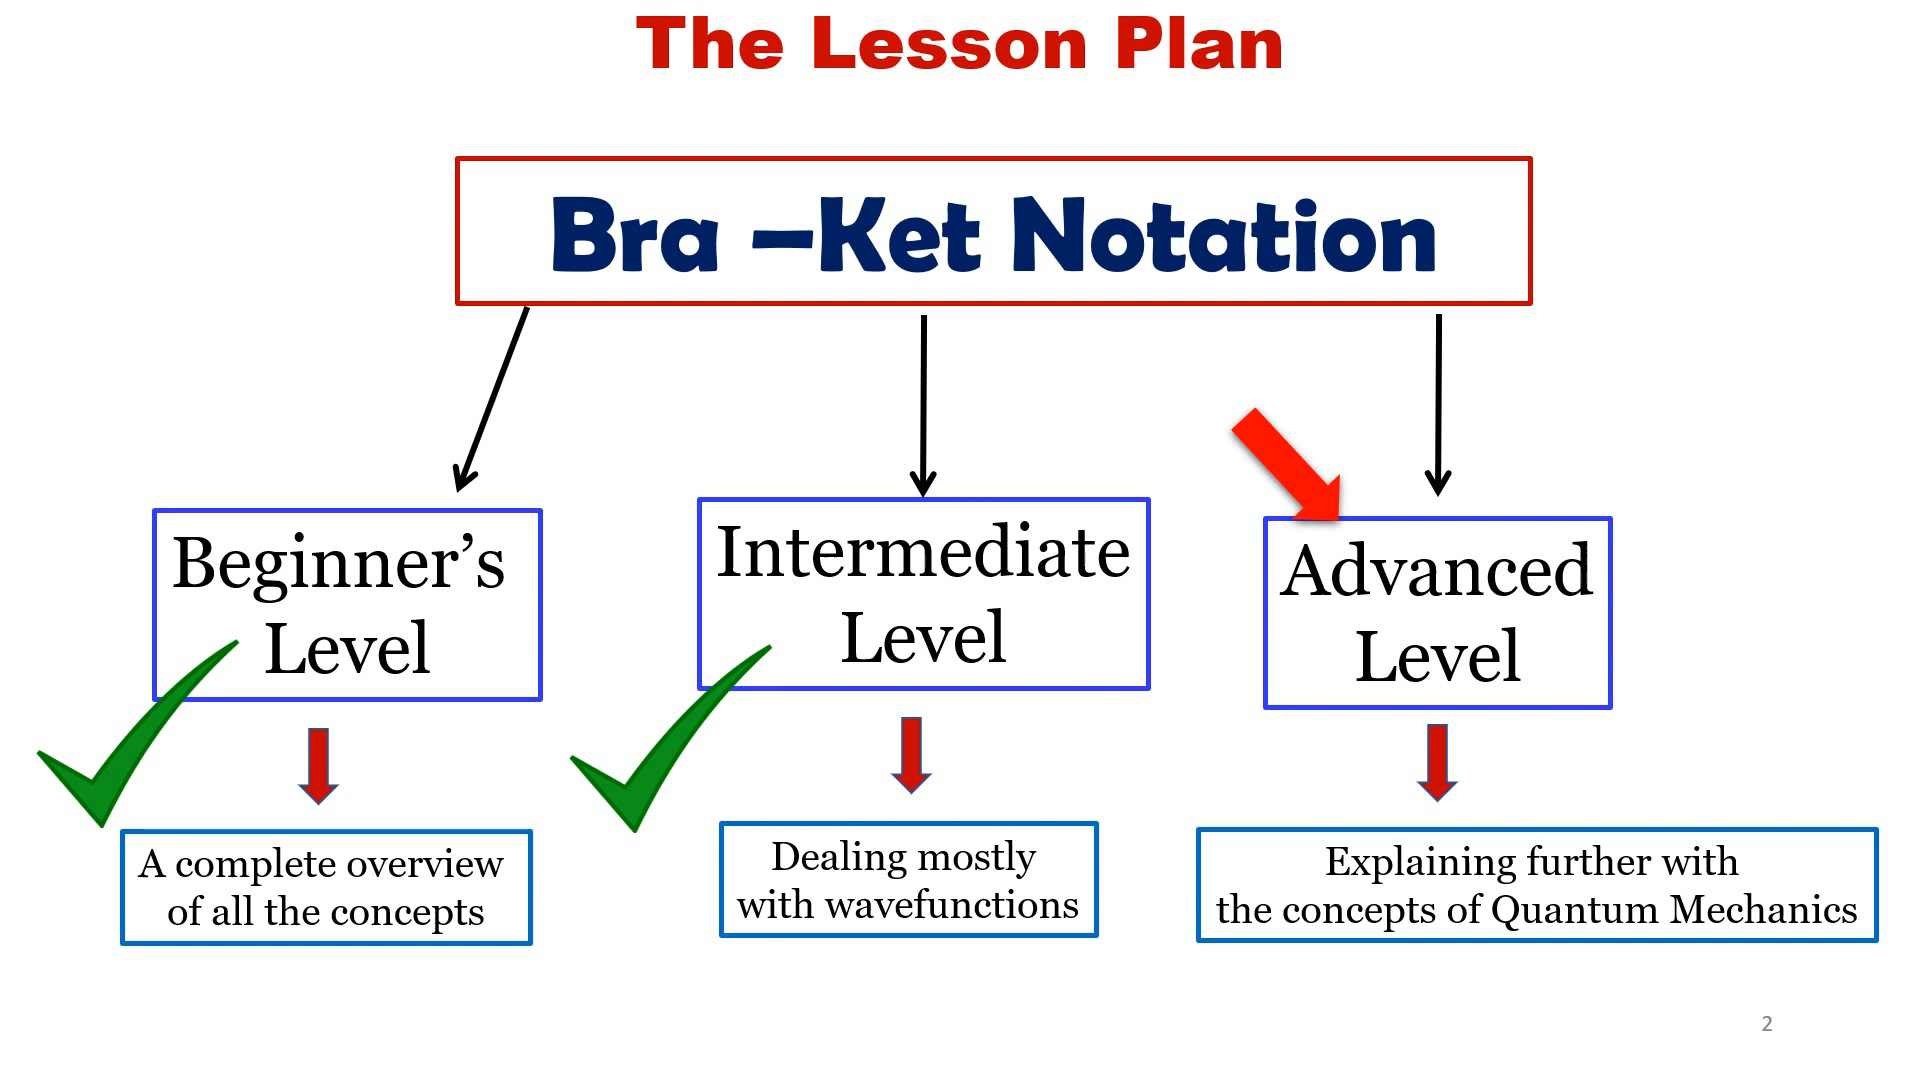 The Lesson Plan
Bra –Ket Notation
Beginner’s
Level
Intermediate
Level
Advanced
Level
A complete overview
of all the concepts
Dealing mostly
with wavefunctions
Explaining further with
the concepts of Quantum Mechanics
2